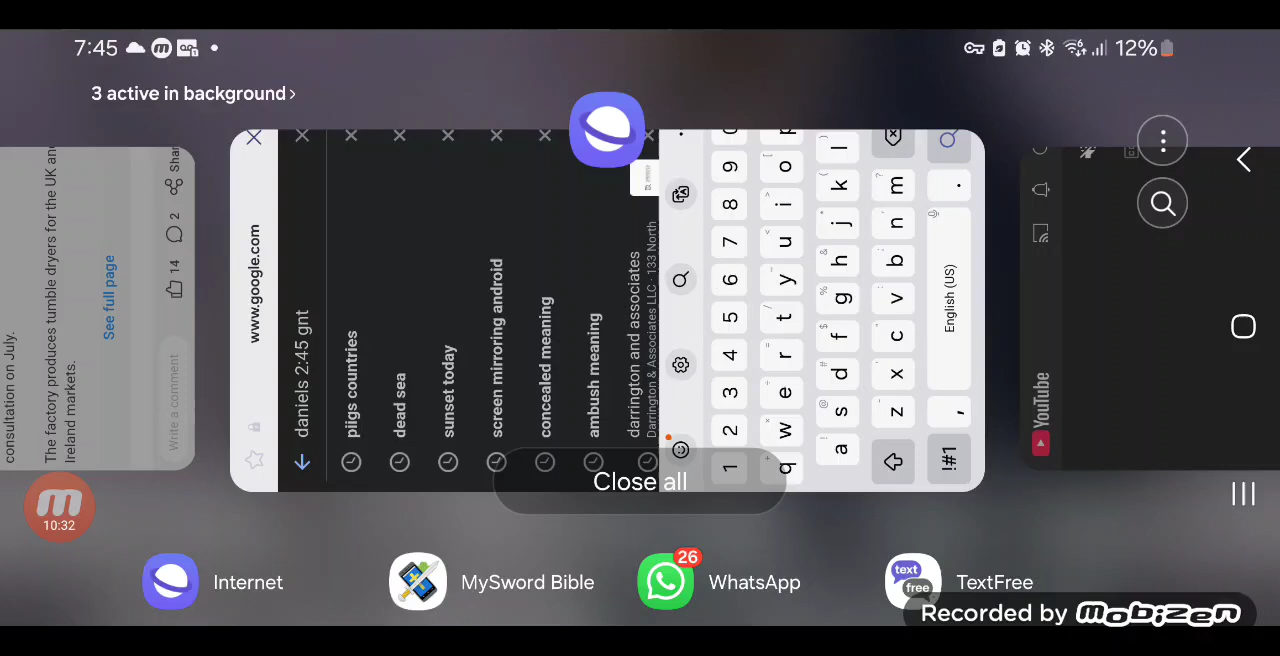 7:45
12%
3 active in background >
consultation on July.
The factory produces tumble dryers for the UK and
Ireland markets.
See full page
Write a comment
14
2
Shar
www.google.com
daniels 2:45 gnt
piigs countries
dead sea
sunset today
screen mirroring android
concealed meaning
ambush meaning
darrington and associates
Darrington & Associates LLC · 133 North
1 2 3 4 5 6 7 8 9 0
q w e r t y u i o p
a s d f g h j k l
z x c v b n m
!#1 , English (US) .
YouTube
Close all
10:32
Internet
MySword Bible
26
WhatsApp
text
free
TextFree
Recorded by mobizen